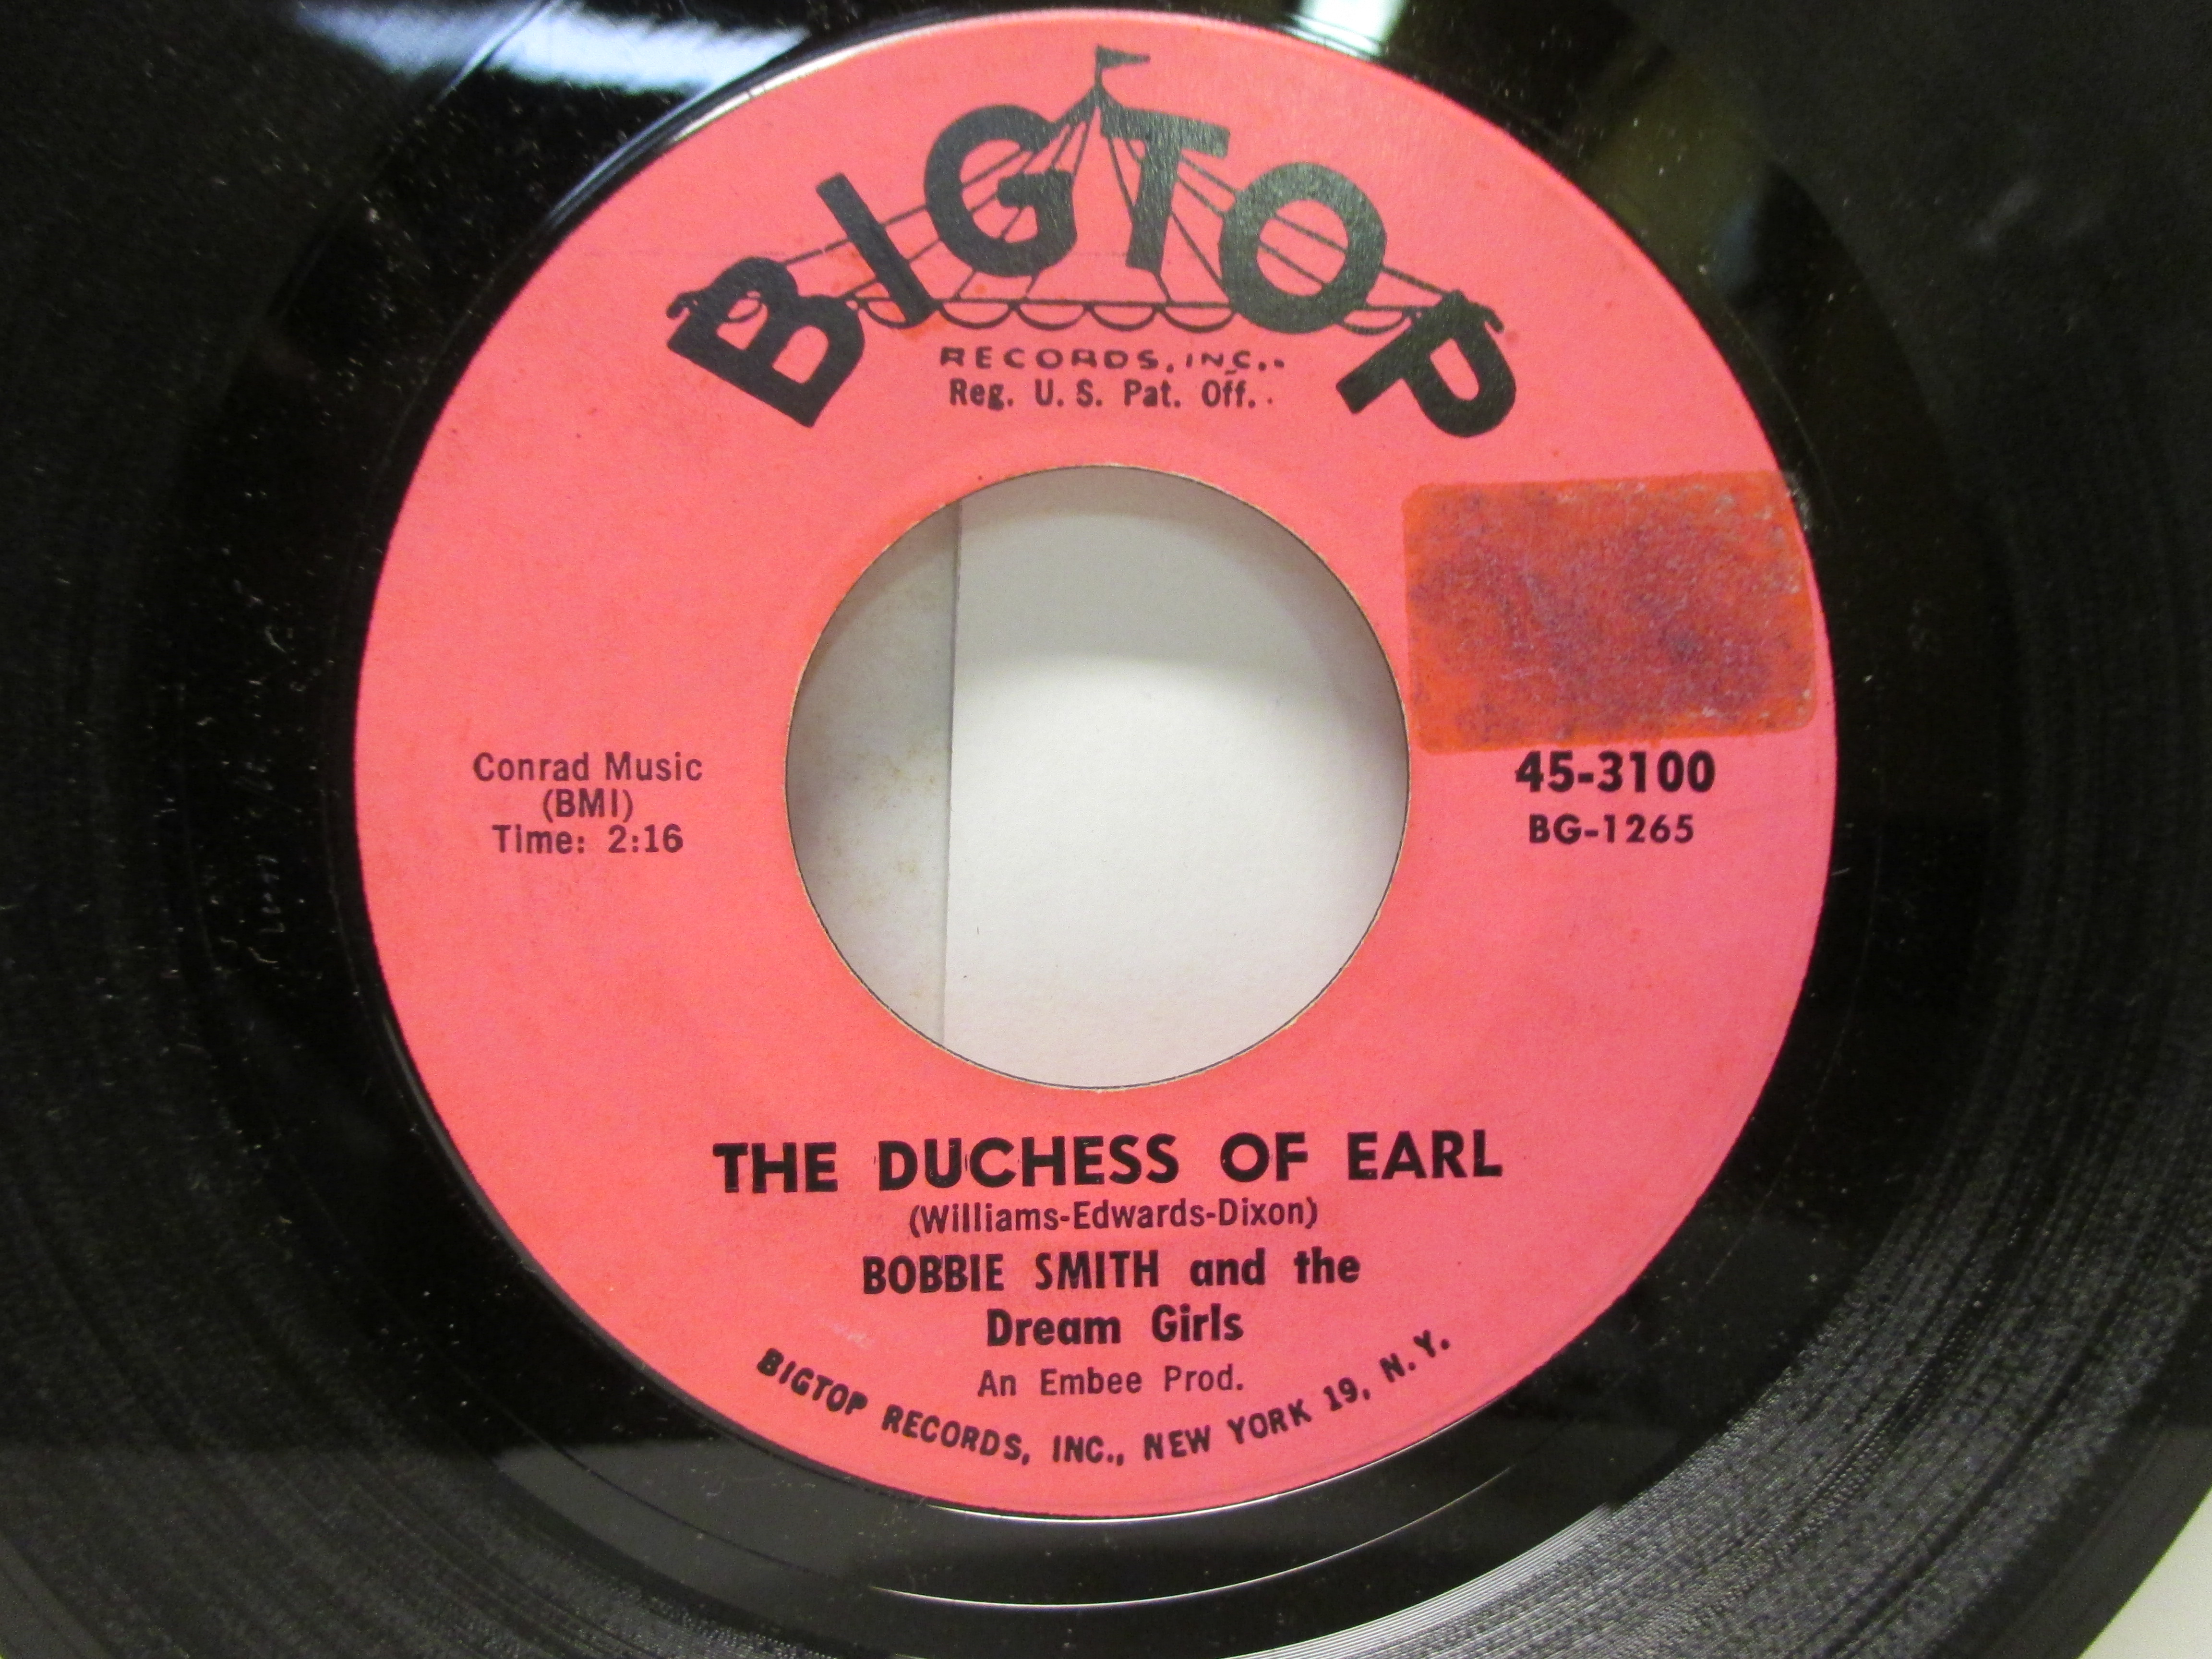 BIGTOP
RECORDS, INC.
Reg. U. S. Pat. Off.
Conrad Music
(BMI)
Time: 2:16
45-3100
BG-1265
THE DUCHESS OF EARL
(Williams-Edwards-Dixon)
BOBBIE SMITH and the
Dream Girls
An Embee Prod.
BIGTOP RECORDS, INC., NEW YORK 19, N.Y.